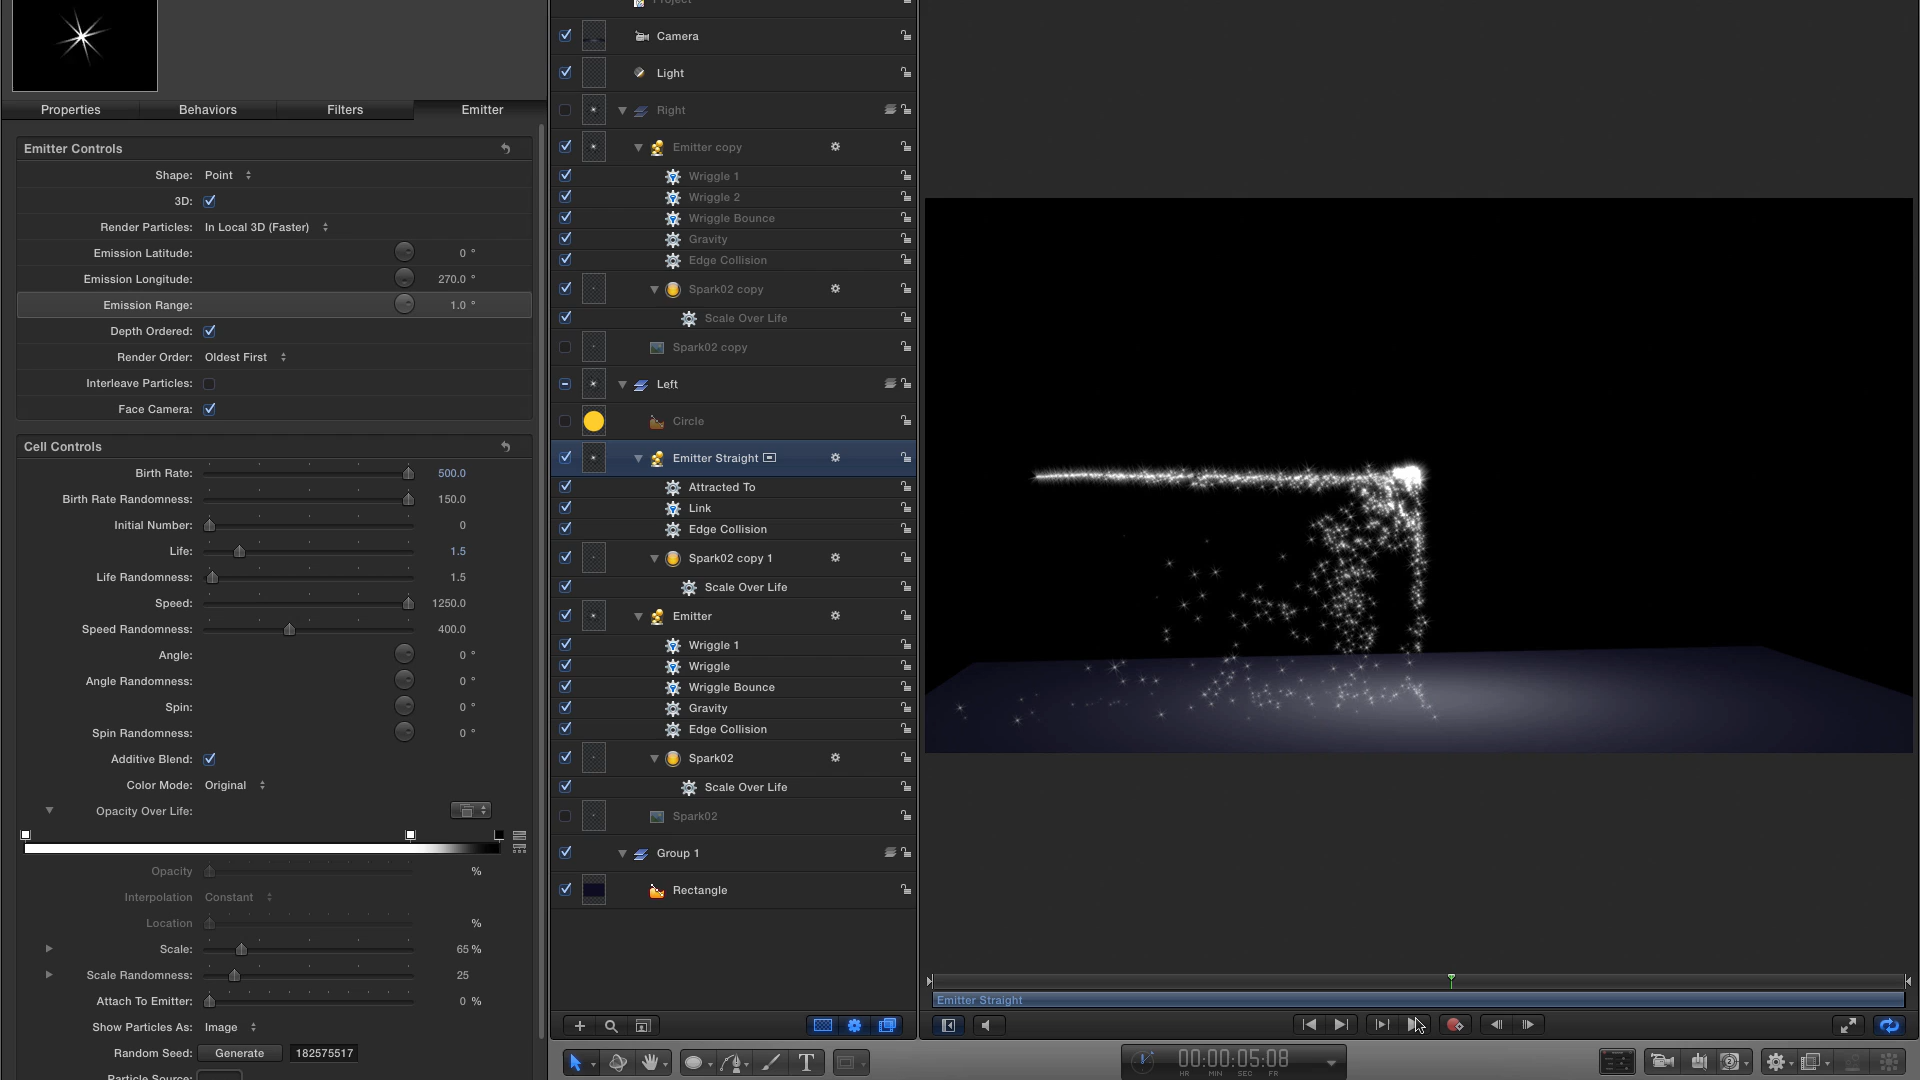 Properties Behaviors Filters Emitter
Emitter Controls
Shape: Point
3D:
Render Particles: In Local 3D (Faster)
Emission Latitude: 0 °
Emission Longitude: 270.0 °
Emission Range: 1.0 °
Depth Ordered:
Render Order: Oldest First
Interleave Particles:
Face Camera:
Cell Controls
Birth Rate: 500.0
Birth Rate Randomness: 150.0
Initial Number: 0
Life: 1.5
Life Randomness: 1.5
Speed: 1250.0
Speed Randomness: 400.0
Angle: 0 °
Angle Randomness: 0 °
Spin: 0 °
Spin Randomness: 0 °
Additive Blend:
Color Mode: Original
Opacity Over Life:
Opacity %
Interpolation Constant
Location %
Scale: 65 %
Scale Randomness: 25
Attach To Emitter: 0 %
Show Particles As: Image
Random Seed: Generate 182575517
Particle Source:
Project
Camera
Light
Right
Emitter copy
Wriggle 1
Wriggle 2
Wriggle Bounce
Gravity
Edge Collision
Spark02 copy
Scale Over Life
Spark02 copy
Left
Circle
Emitter Straight
Attracted To
Link
Edge Collision
Spark02 copy 1
Scale Over Life
Emitter
Wriggle 1
Wriggle
Wriggle Bounce
Gravity
Edge Collision
Spark02
Scale Over Life
Spark02
Group 1
Rectangle
Emitter Straight
T
00:00:05:08
HR MIN SEC FR